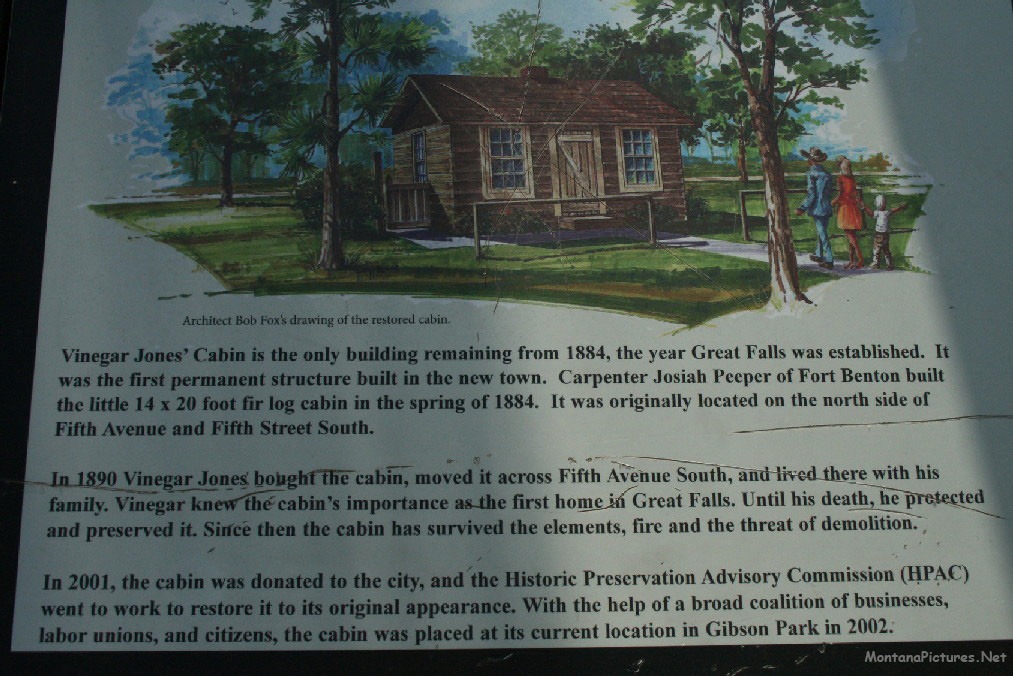 Architect Bob Fox's drawing of the restored cabin.
Vinegar Jones' Cabin is the only building remaining from 1884, the year Great Falls was established. It
was the first permanent structure built in the new town. Carpenter Josiah Peeper of Fort Benton built
the little 14 x 20 foot fir log cabin in the spring of 1884. It was originally located on the north side of
Fifth Avenue and Fifth Street South.
In 1890 Vinegar Jones bought the cabin, moved it across Fifth Avenue South, and lived there with his
family. Vinegar knew the cabin's importance as the first home in Great Falls. Until his death, he protected
and preserved it. Since then the cabin has survived the elements, fire and the threat of demolition.
In 2001, the cabin was donated to the city, and the Historic Preservation Advisory Commission (HPAC)
went to work to restore it to its original appearance. With the help of a broad coalition of businesses,
labor unions, and citizens, the cabin was placed at its current location in Gibson Park in 2002.
MontanaPictures.Net